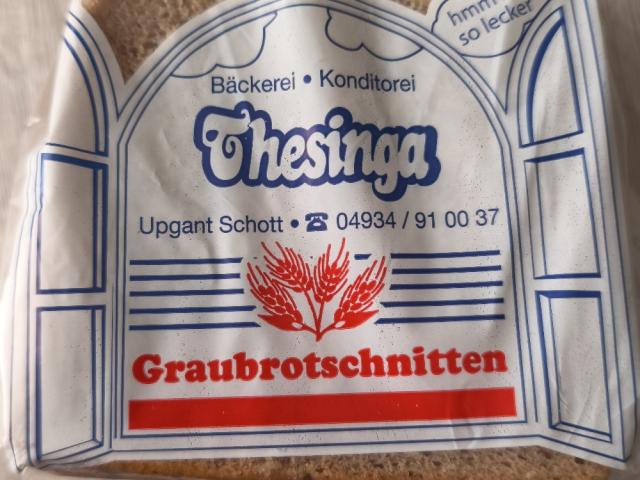 hmm
so lecker
Bäckerei • Konditorei
Thesinga
Upgant Schott • ☎ 04934 / 91 00 37
Graubrotschnitten